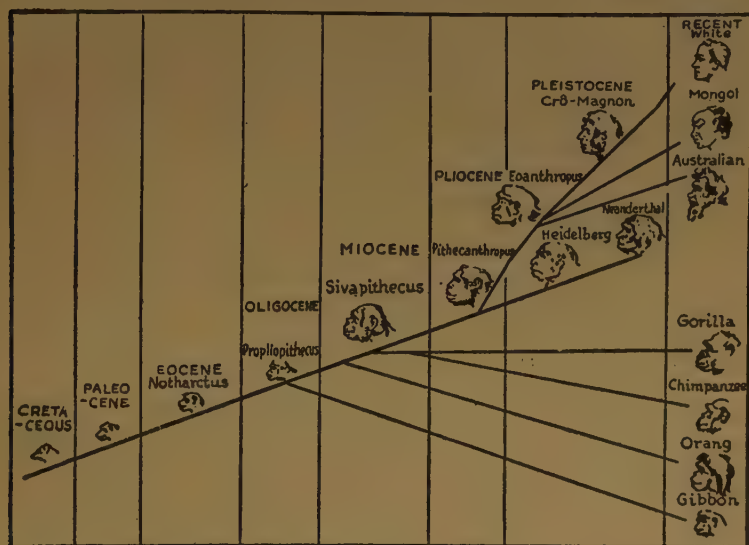 RECENT
White
Mongol
Australian
PLEISTOCENE
Crô-Magnon
PLIOCENE Eoanthropus
Neanderthal
Heidelberg
MIOCENE
Pithecanthropus
Sivapithecus
OLIGOCENE
Propliopithecus
EOCENE
Notharctus
PALEO
-CENE
CRETA
-CEOUS
Gorilla
Chimpanzee
Orang
Gibbon